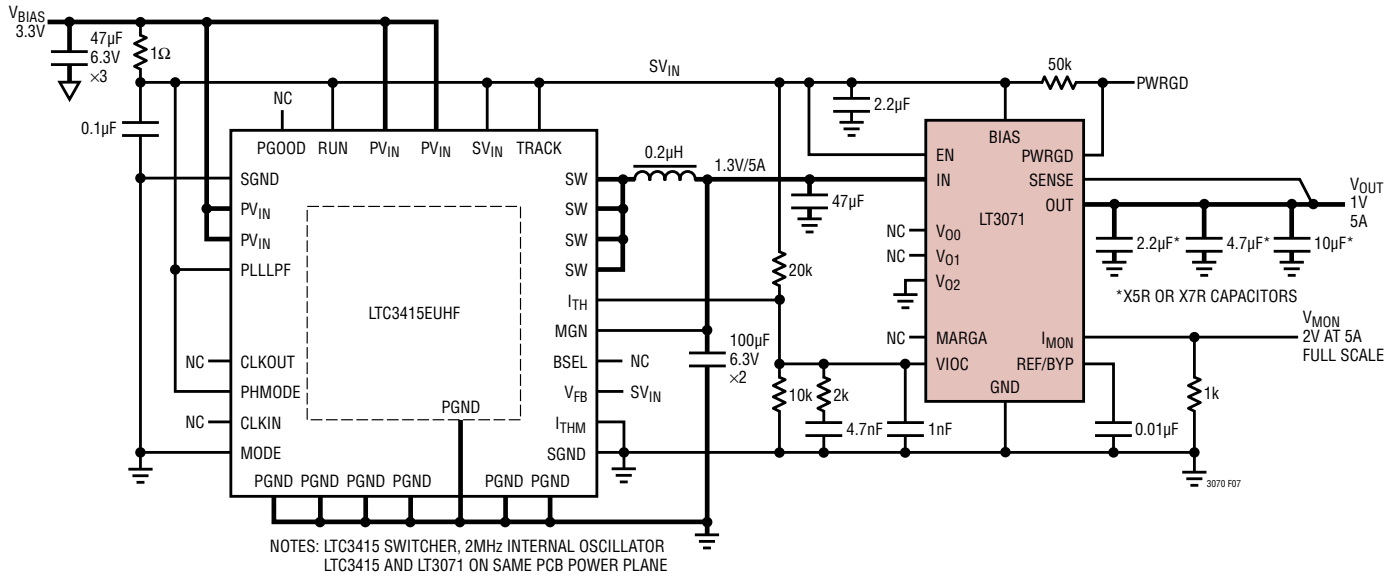 VBIAS
3.3V
47µF
6.3V
×3
1Ω
0.1µF
SVIN
50k
PWRGD
2.2µF
NC
PGOOD RUN PVIN PVIN SVIN TRACK
SGND
PVIN
PVIN
PLLLPF
NC
CLKOUT
PHMODE
NC
CLKIN
MODE
LTC3415EUHF
PGND
PGND PGND PGND PGND PGND PGND
SW
SW
SW
SW
ITH
MGN
BSEL
NC
VFB
SVIN
ITHM
SGND
0.2µH
1.3V/5A
47µF
100µF
6.3V
×2
20k
10k
2k
4.7nF
1nF
BIAS
EN
PWRGD
IN
SENSE
OUT
LT3071
NC
VO0
NC
VO1
VO2
NC
MARGA
IMON
VIOC
REF/BYP
GND
VOUT
1V
5A
2.2µF*
4.7µF*
10µF*
*X5R OR X7R CAPACITORS
VMON
2V AT 5A
FULL SCALE
1k
0.01µF
3070 F07
NOTES: LTC3415 SWITCHER, 2MHz INTERNAL OSCILLATOR
LTC3415 AND LT3071 ON SAME PCB POWER PLANE